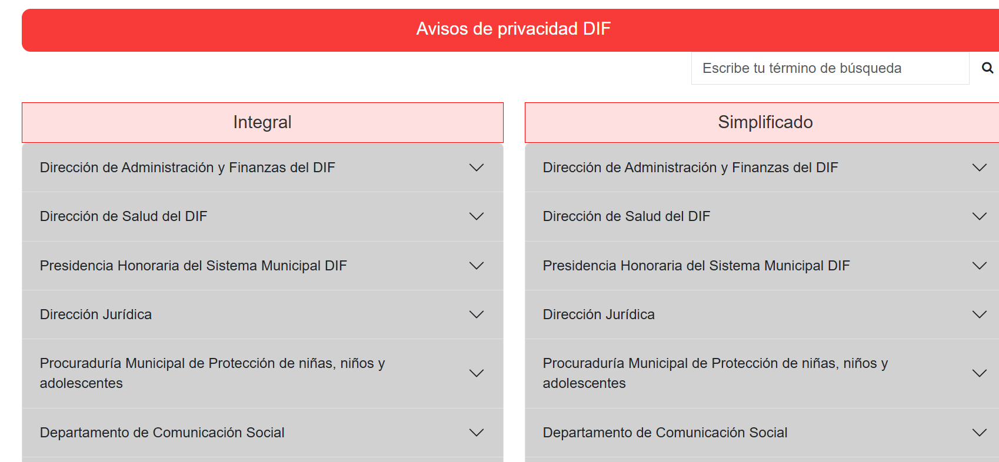 Avisos de privacidad DIF
Escribe tu término de búsqueda
Integral
Dirección de Administración y Finanzas del DIF
Dirección de Salud del DIF
Presidencia Honoraria del Sistema Municipal DIF
Dirección Jurídica
Procuraduría Municipal de Protección de niñas, niños y
adolescentes
Departamento de Comunicación Social
Simplificado
Dirección de Administración y Finanzas del DIF
Dirección de Salud del DIF
Presidencia Honoraria del Sistema Municipal DIF
Dirección Jurídica
Procuraduría Municipal de Protección de niñas, niños y
adolescentes
Departamento de Comunicación Social